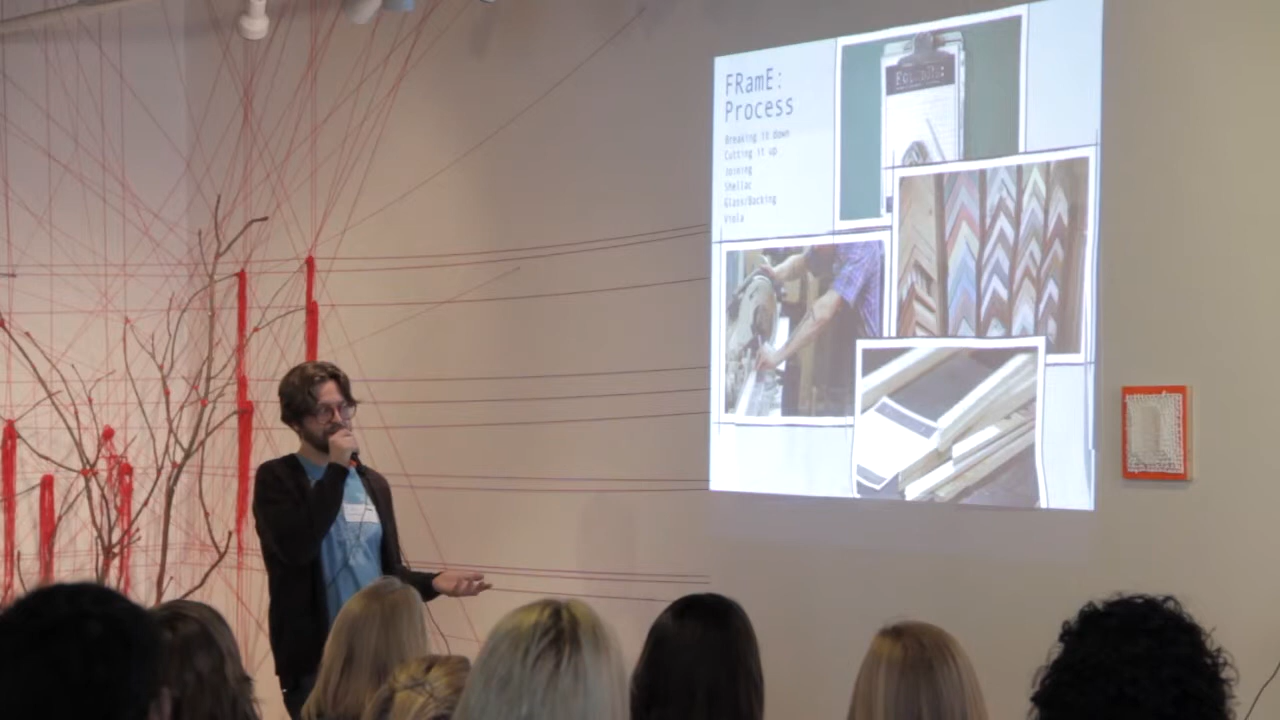 FRamE:
Process
Breaking it down
Cutting it up
Joining
Shellac
Glass/Backing
Viola